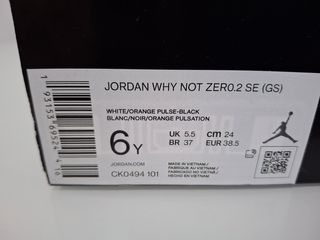 JORDAN WHY NOT ZER0.2 SE (GS)
WHITE/ORANGE PULSE-BLACK
BLANC/NOIR/ORANGE PULSATION
6Y
UK 5.5 cm 24
BR 37 EUR 38.5
JORDAN.COM
CK0494 101
MADE IN VIETNAM/
FABRIQUÉ AU VIETNAM/
FABRICADO NO VIETNAM/
HECHO EN VIETNAM